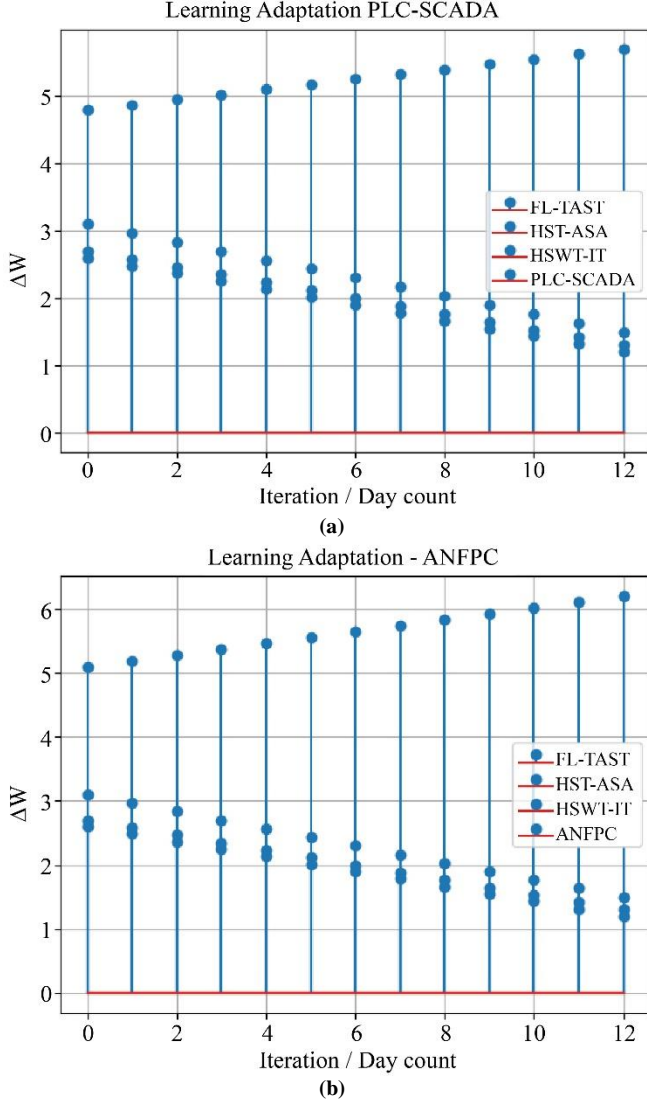 Learning Adaptation PLC-SCADA
5
4
3
2
1
0
ΔW
FL-TAST
HST-ASA
HSWT-IT
PLC-SCADA
0 2 4 6 8 10 12
Iteration / Day count
(a)
Learning Adaptation - ANFPC
6
5
4
3
2
1
0
ΔW
FL-TAST
HST-ASA
HSWT-IT
ANFPC
0 2 4 6 8 10 12
Iteration / Day count
(b)